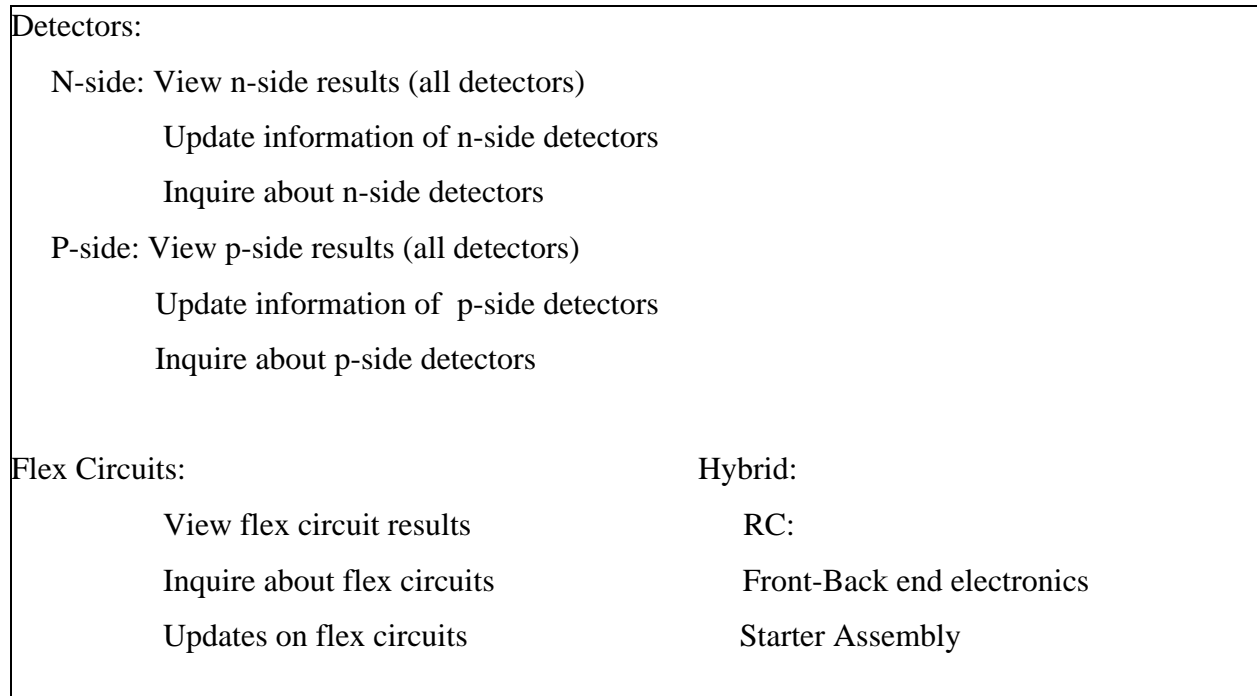 Detectors:
N-side: View n-side results (all detectors)
Update information of n-side detectors
Inquire about n-side detectors
P-side: View p-side results (all detectors)
Update information of  p-side detectors
Inquire about p-side detectors
Flex Circuits:
View flex circuit results
Inquire about flex circuits
Updates on flex circuits
Hybrid:
RC:
Front-Back end electronics
Starter Assembly